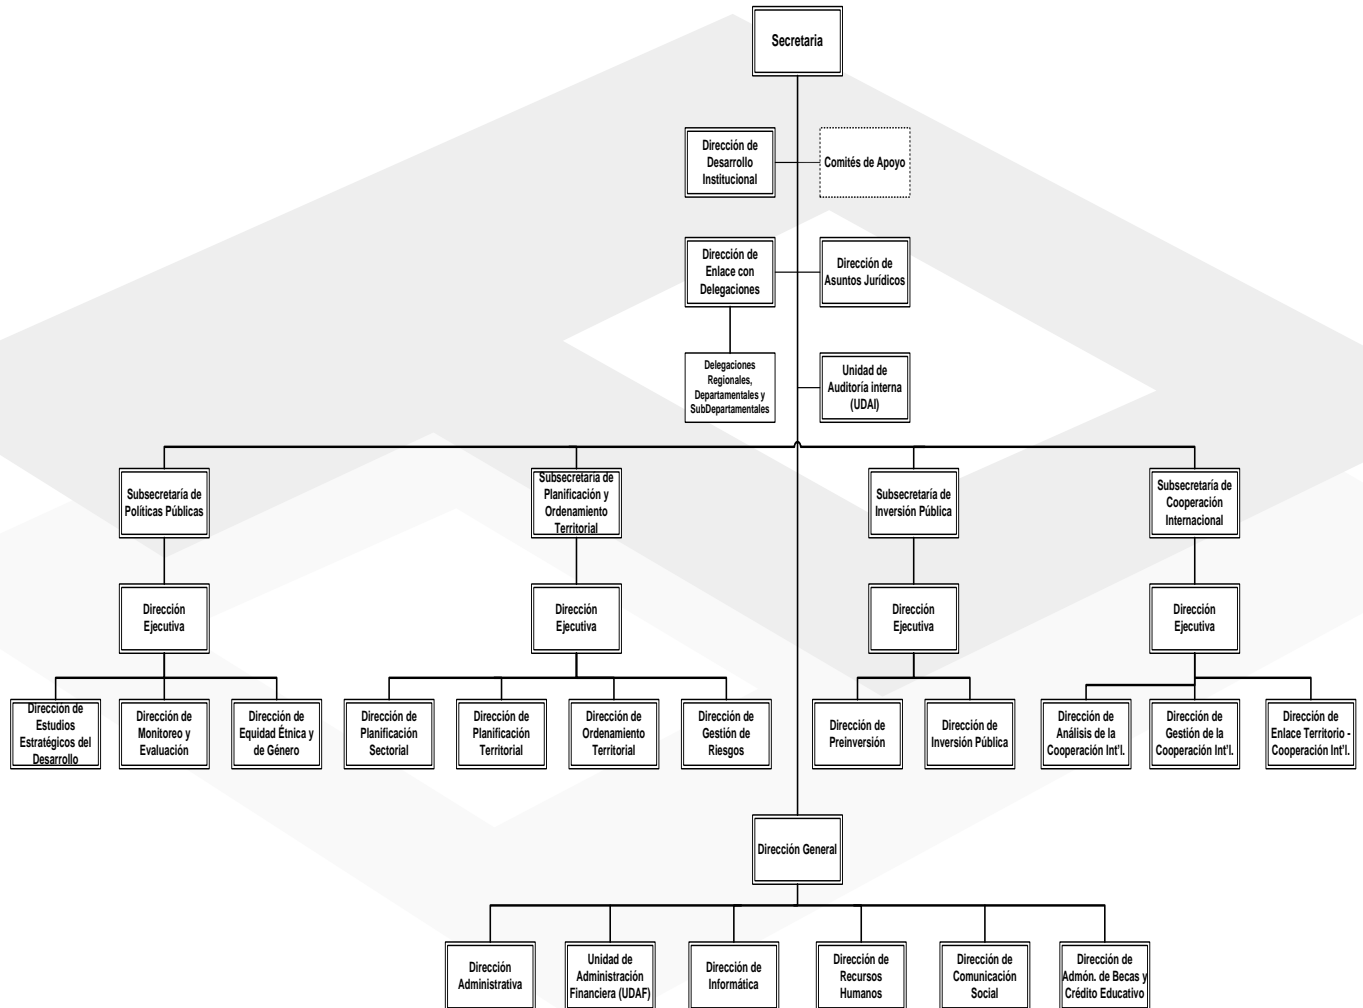 Secretaria
Dirección de
Desarrollo
Institucional
Comités de Apoyo
Dirección de
Enlace con
Delegaciones
Dirección de
Asuntos Jurídicos
Delegaciones
Regionales,
Departamentales y
SubDepartamentales
Unidad de
Auditoría interna
(UDAI)
Subsecretaría de
Políticas Públicas
Subsecretaría de
Planificación y
Ordenamiento
Territorial
Subsecretaría de
Inversión Pública
Subsecretaría de
Cooperación
Internacional
Dirección
Ejecutiva
Dirección
Ejecutiva
Dirección
Ejecutiva
Dirección
Ejecutiva
Dirección de
Estudios
Estratégicos del
Desarrollo
Dirección de
Monitoreo y
Evaluación
Dirección de
Equidad Étnica y
de Género
Dirección de
Planificación
Sectorial
Dirección de
Planificación
Territorial
Dirección de
Ordenamiento
Territorial
Dirección de
Gestión de
Riesgos
Dirección de
Preinversión
Dirección de
Inversión Pública
Dirección de
Análisis de la
Cooperación Int'l.
Dirección de
Gestión de la
Cooperación Int'l.
Dirección de
Enlace Territorio -
Cooperación Int'l.
Dirección General
Dirección
Administrativa
Unidad de
Administración
Financiera (UDAF)
Dirección de
Informática
Dirección de
Recursos
Humanos
Dirección de
Comunicación
Social
Dirección de
Admón. de Becas y
Crédito Educativo